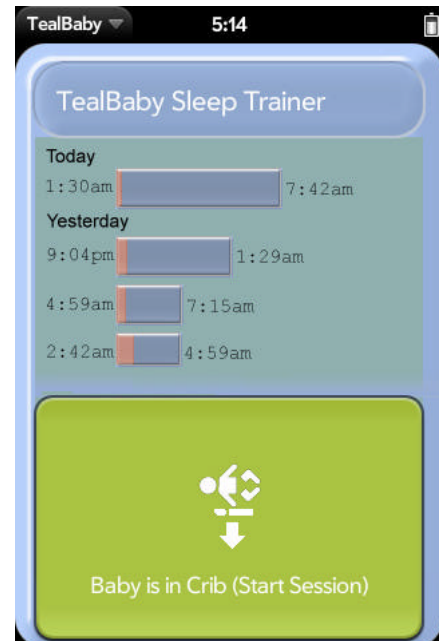 TealBaby 5:14
TealBaby Sleep Trainer
Today
1:30am 7:42am
Yesterday
9:04pm 1:29am
4:59am 7:15am
2:42am 4:59am
Baby is in Crib (Start Session)